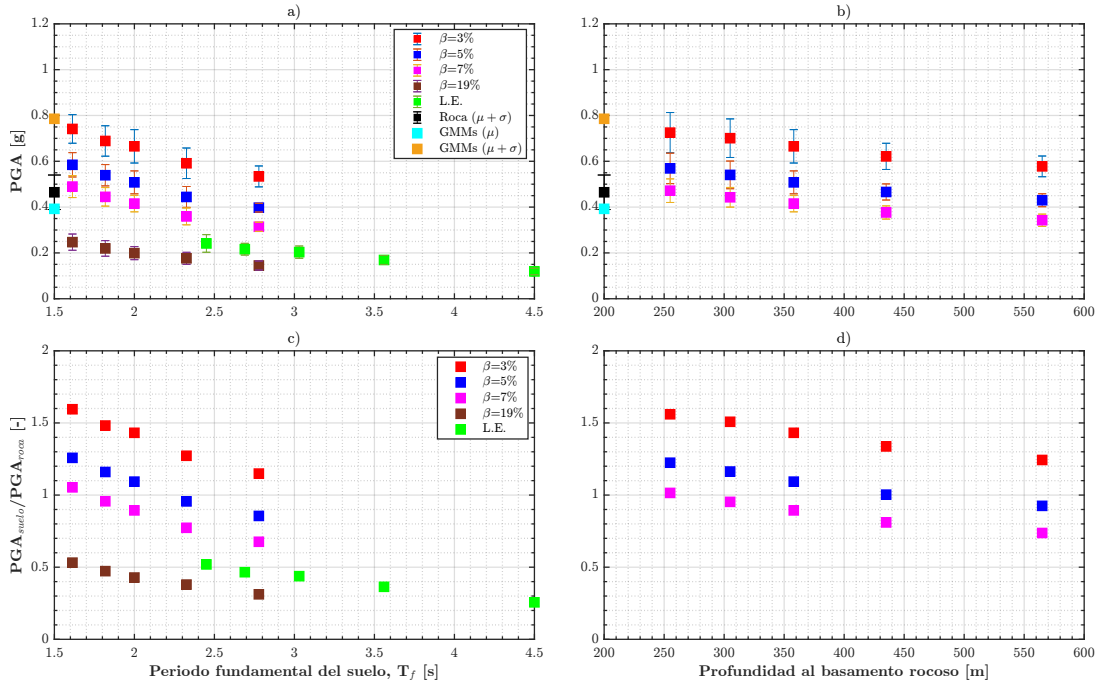 a)
1.2
1
0.8
0.6
0.4
0.2
0
PGA [g]
1.5
2
2.5
3
3.5
4
4.5
β=3%
β=5%
β=7%
β=19%
L.E.
Roca (μ + σ)
GMMs (μ)
GMMs (μ + σ)
b)
1.2
1
0.8
0.6
0.4
0.2
0
200
250
300
350
400
450
500
550
600
c)
2
1.5
1
0.5
0
PGA_suelo/PGA_roca [-]
1.5
2
2.5
3
3.5
4
4.5
Periodo fundamental del suelo, T_f [s]
β=3%
β=5%
β=7%
β=19%
L.E.
d)
2
1.5
1
0.5
0
200
250
300
350
400
450
500
550
600
Profundidad al basamento rocoso [m]